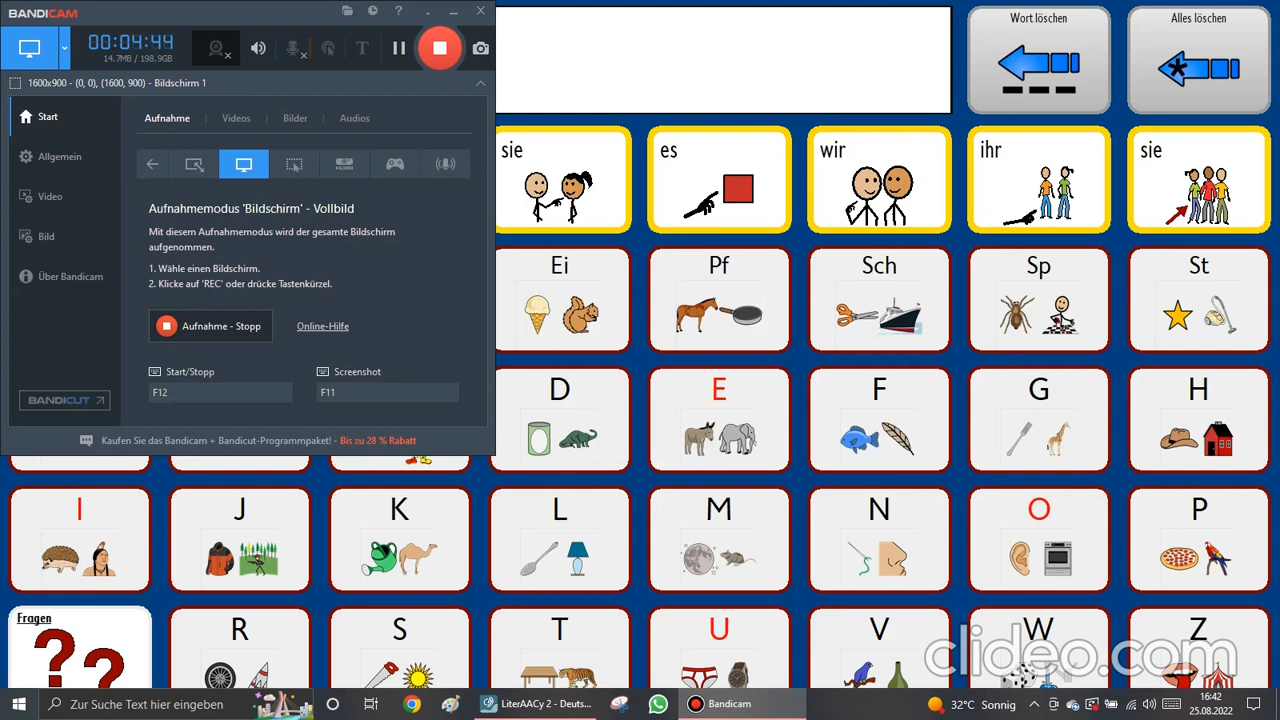 BANDICAM
00:04:44
14.7MB / 198.9GB
1600x900 - (0, 0), (1600, 900) - Bildschirm 1
Start
Allgemein
Video
Bild
Über Bandicam
BANDICUT
Aufnahme Videos Bilder Audios
HDMI
Aufnahmemodus 'Bildschirm' - Vollbild
Mit diesem Aufnahmemodus wird der gesamte Bildschirm
aufgenommen.
1. Wähle einen Bildschirm.
2. Klicke auf 'REC' oder drücke Tastenkürzel.
Aufnahme - Stopp
Online-Hilfe
Start/Stopp
F12
Screenshot
F11
Kaufen Sie das Bandicam + Bandicut-Programmpaket! - Bis zu 28 % Rabatt
Wort löschen
Alles löschen
sie es wir ihr sie
Ei Pf Sch Sp St
D E F G H
I J K L M N O P
Fragen
R S T U V W Z
clideo.com
Zur Suche Text hier eingeben
LiterAACy 2 - Deuts...
Bandicam
32°C Sonnig
16:42
25.08.2022